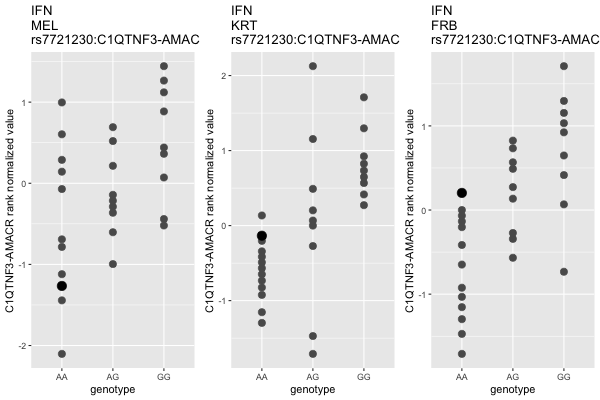 IFN
MEL
rs7721230:C1QTNF3-AMAC
C1QTNF3-AMACR rank normalized value
1
0
-1
-2
AA AG GG
genotype
IFN
KRT
rs7721230:C1QTNF3-AMAC
C1QTNF3-AMACR rank normalized value
2
1
0
-1
AA AG GG
genotype
IFN
FRB
rs7721230:C1QTNF3-AMAC
C1QTNF3-AMACR rank normalized value
1
0
-1
AA AG GG
genotype